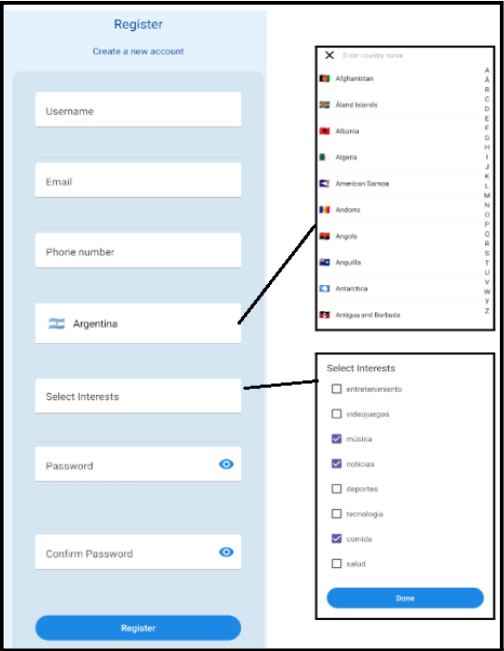 Register
Create a new account
Username
Email
Phone number
Argentina
Select Interests
Password
Confirm Password
Register
Enter country name
Afghanistan
Åland Islands
Albania
Algeria
American Samoa
Andorra
Angola
Anguilla
Antarctica
Antigua and Barbuda
A
Å
B
C
D
E
F
G
H
I
J
K
L
M
N
O
P
Q
R
S
T
U
V
W
Y
Z
Select Interests
entretenimiento
videojuegos
música
noticias
deportes
tecnología
comida
salud
Done